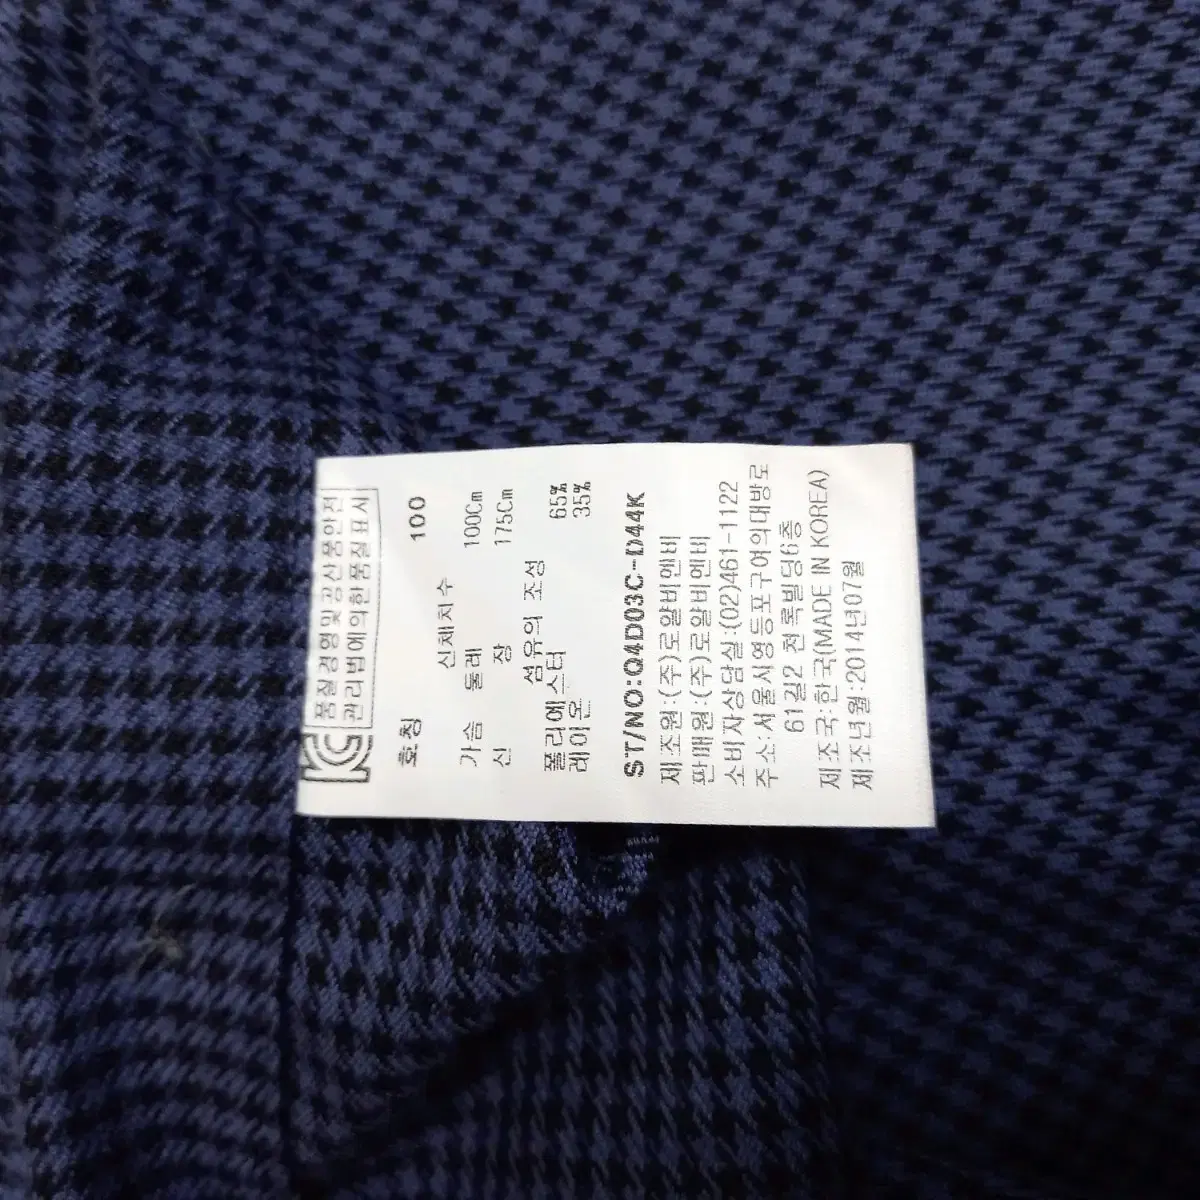 품질경영및공산품안전
관리법에의한품질표시
호칭 100
신체치수
가슴 둘레 100Cm
신 장 175Cm
섬유의 조성
폴리에스터 65%
레이온 35%
ST/NO:Q4D03C-D44K
제조원:(주)로얄비엔비
판매원:(주)로얄비엔비
소비자상담실:(02)461-1122
주소:서울시영등포구여의대방로
61길2 전록빌딩6층
제조국:한국(MADE IN KOREA)
제조년월:2014년07월